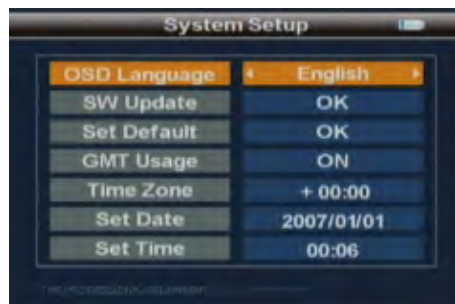 System Setup
OSD Language English
SW Update OK
Set Default OK
GMT Usage ON
Time Zone + 00:00
Set Date 2007/01/01
Set Time 00:06